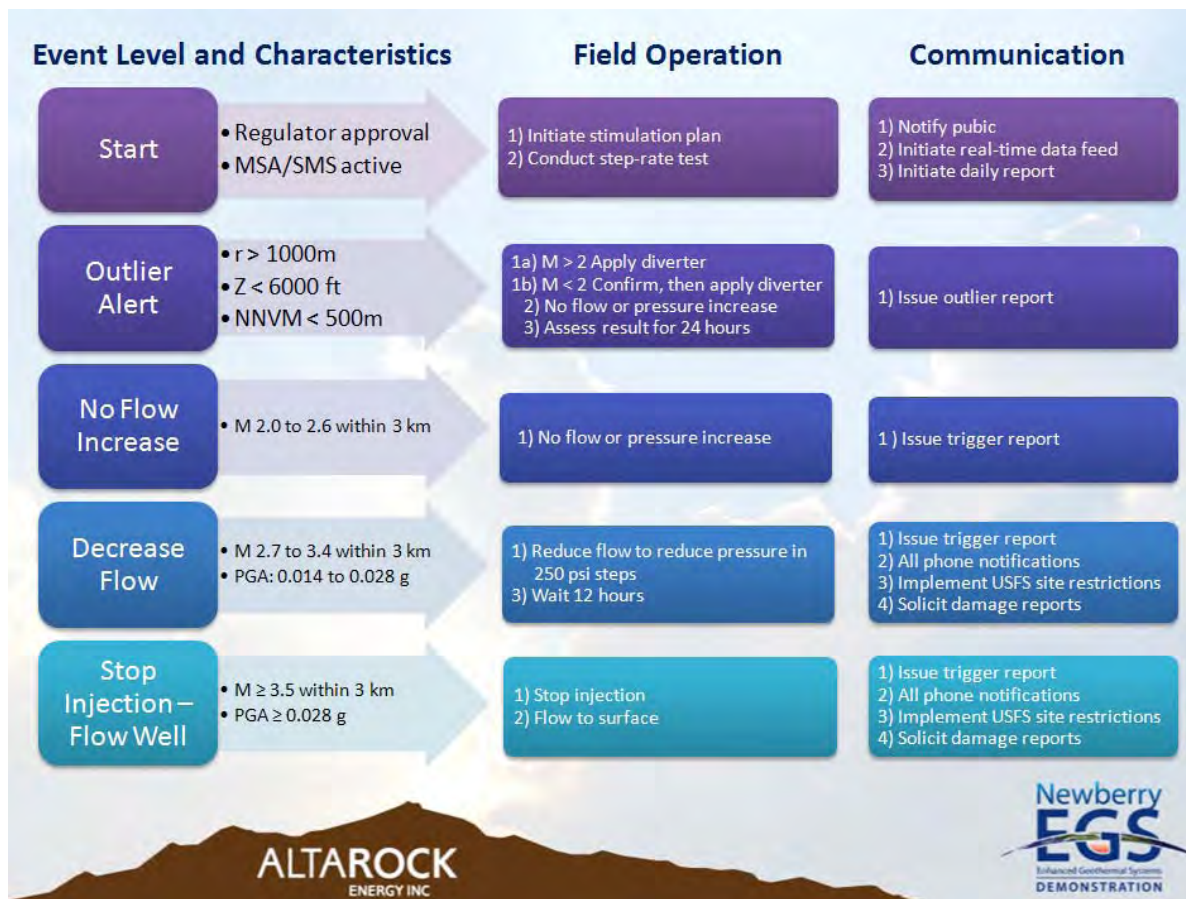 Event Level and Characteristics
Field Operation
Communication
Start
• Regulator approval
• MSA/SMS active
1) Initiate stimulation plan
2) Conduct step-rate test
1) Notify pubic
2) Initiate real-time data feed
3) Initiate daily report
Outlier
Alert
• r > 1000m
• Z < 6000 ft
• NNVM < 500m
1a) M > 2 Apply diverter
1b) M < 2 Confirm, then apply diverter
2) No flow or pressure increase
3) Assess result for 24 hours
1) Issue outlier report
No Flow
Increase
• M 2.0 to 2.6 within 3 km
1) No flow or pressure increase
1 ) Issue trigger report
Decrease
Flow
• M 2.7 to 3.4 within 3 km
• PGA: 0.014 to 0.028 g
1) Reduce flow to reduce pressure in
250 psi steps
3) Wait 12 hours
1) Issue trigger report
2) All phone notifications
3) Implement USFS site restrictions
4) Solicit damage reports
Stop
Injection –
Flow Well
• M ≥ 3.5 within 3 km
• PGA ≥ 0.028 g
1) Stop injection
2) Flow to surface
1) Issue trigger report
2) All phone notifications
3) Implement USFS site restrictions
4) Solicit damage reports
ALTAROCK
ENERGY INC
Newberry
EGS
Enhanced Geothermal Systems
DEMONSTRATION